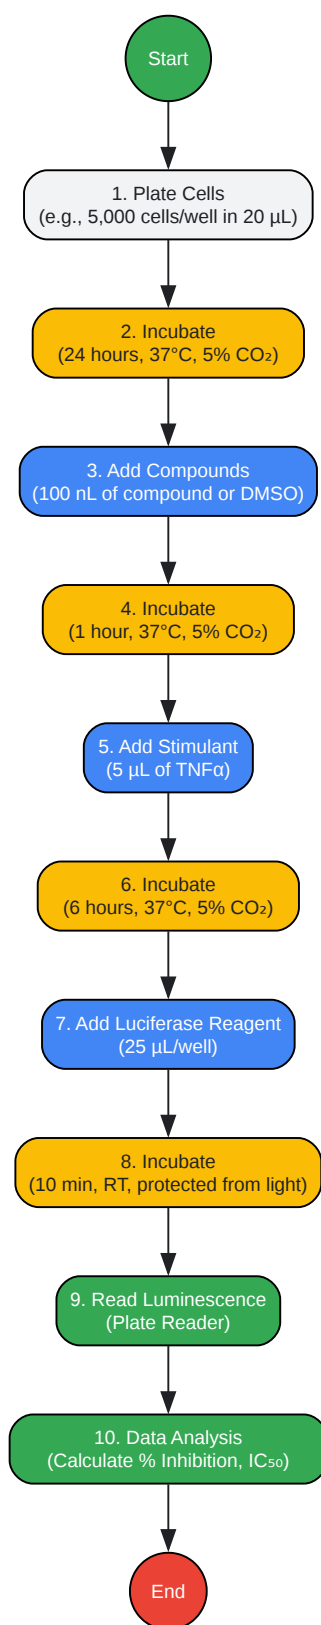 Start
1. Plate Cells
(e.g., 5,000 cells/well in 20 µL)
2. Incubate
(24 hours, 37°C, 5% CO₂)
3. Add Compounds
(100 nL of compound or DMSO)
4. Incubate
(1 hour, 37°C, 5% CO₂)
5. Add Stimulant
(5 µL of TNFα)
6. Incubate
(6 hours, 37°C, 5% CO₂)
7. Add Luciferase Reagent
(25 µL/well)
8. Incubate
(10 min, RT, protected from light)
9. Read Luminescence
(Plate Reader)
10. Data Analysis
(Calculate % Inhibition, IC₅₀)
End